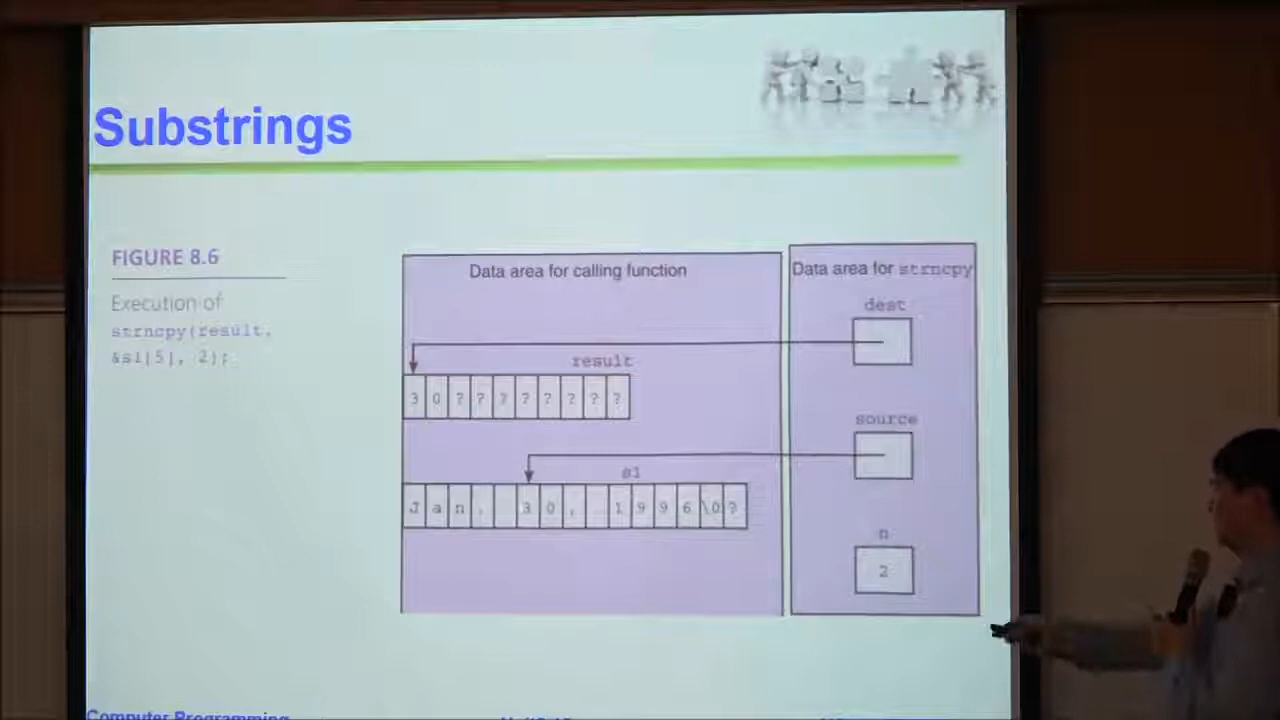 Substrings
FIGURE 8.6
Execution of
strncpy(result,
&s1[5], 2);
Data area for calling function
Data area for strncpy
dest
result
3 0 ? ? ? ? ? ? ? ?
source
s1
J a n . 3 0 , 1 9 9 6 \0 ?
n
2
Computer Programming